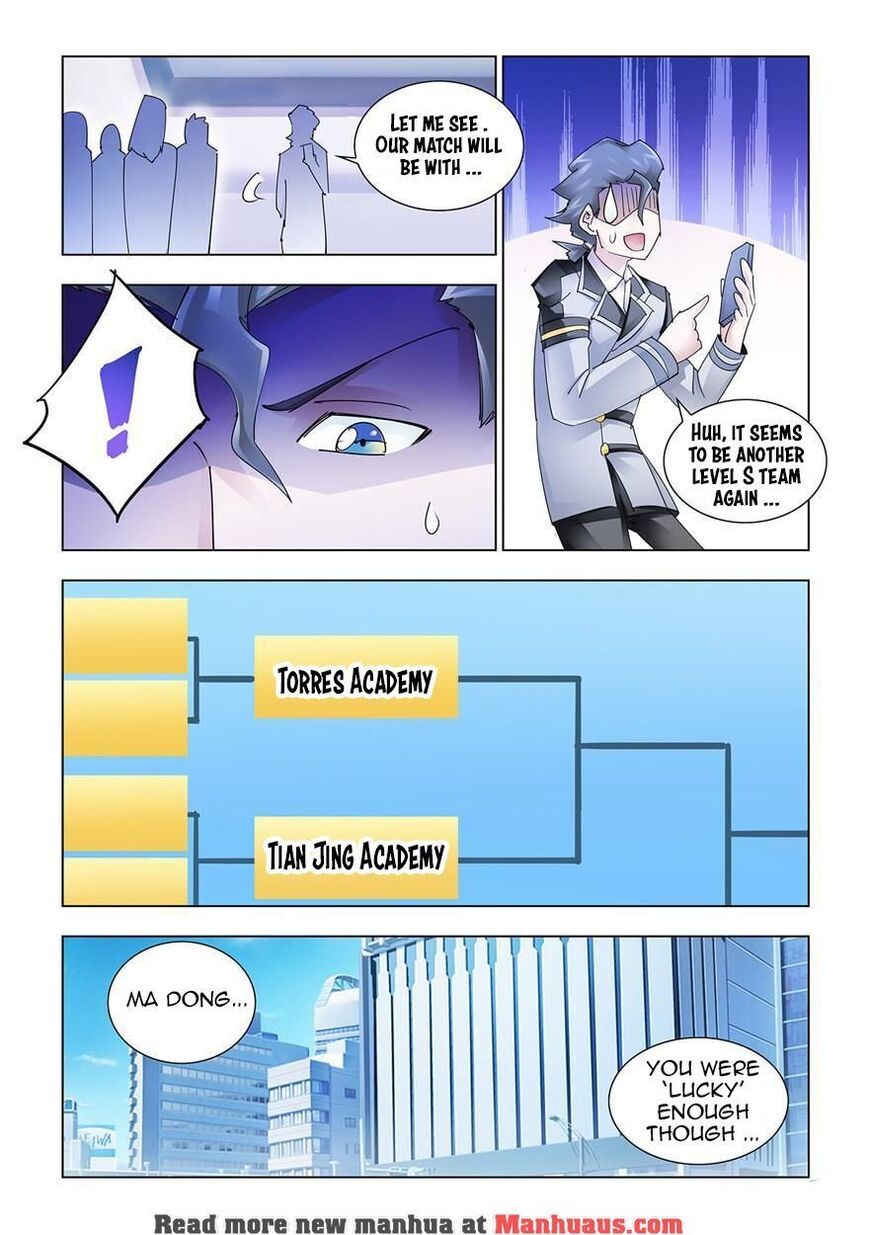 LET ME SEE .
OUR MATCH WILL
BE WITH ...
!
HUH, IT SEEMS
TO BE ANOTHER
LEVEL S TEAM
AGAIN ...
TORRES ACADEMY
TIAN JING ACADEMY
MA DONG...
YOU WERE
'LUCKY'
ENOUGH
THOUGH ...
EIWA
Read more new manhua at Manhuaus.com